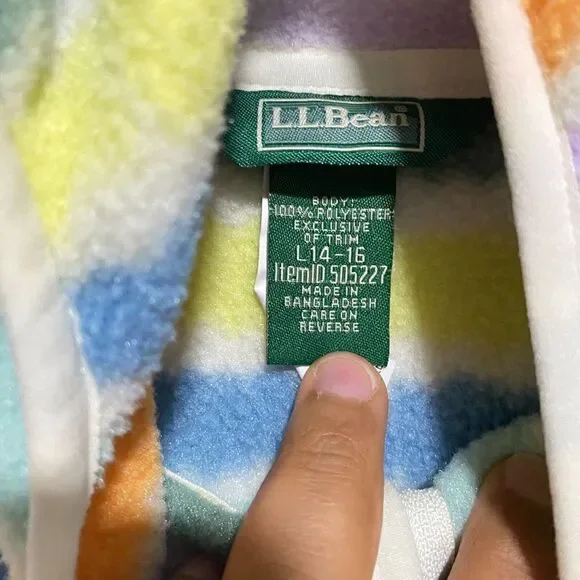 L.L.Bean
BODY:
100% POLYESTER
EXCLUSIVE
OF TRIM
L 14-16
ItemID 505227
MADE IN
BANGLADESH
CARE ON
REVERSE